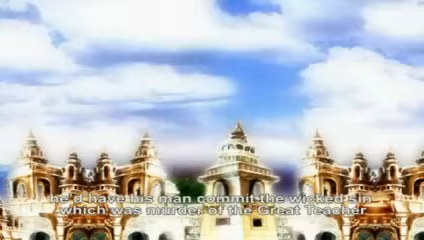 he'd have his man commit the wicked sin
which was murder of the Great Teacher